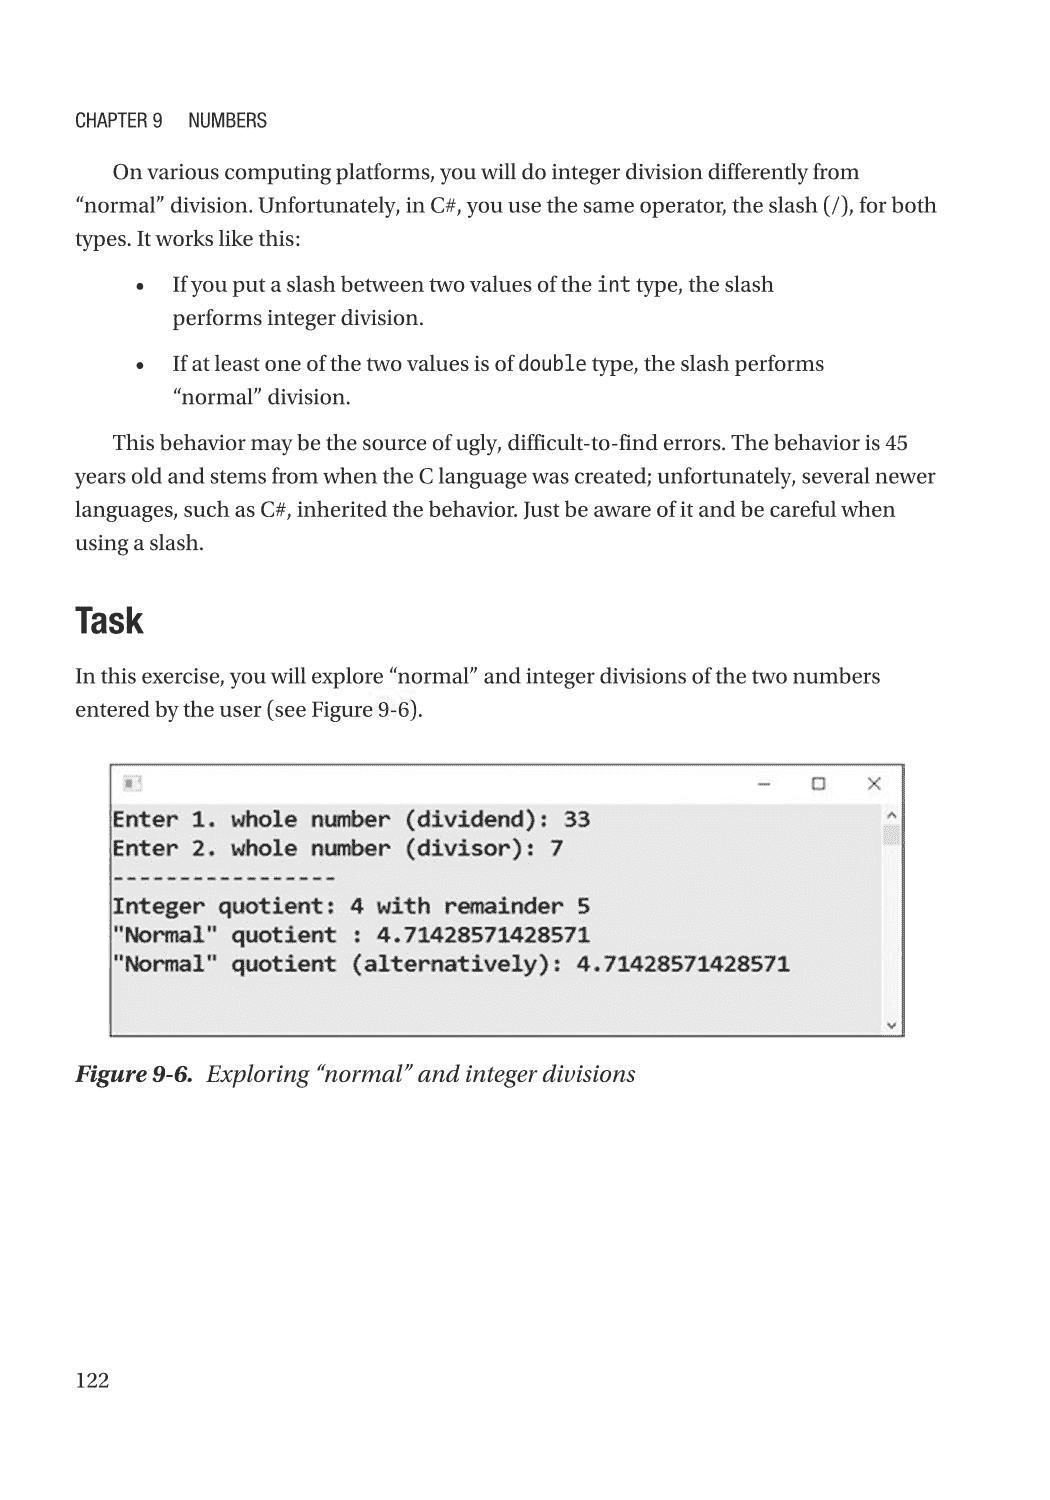 CHAPTER 9 NUMBERS
On various computing platforms, you will do integer division differently from
“normal” division. Unfortunately, in C#, you use the same operator, the slash (/), for both
types. It works like this:
• If you put a slash between two values of the int type, the slash
performs integer division.
• If at least one of the two values is of double type, the slash performs
“normal” division.
This behavior may be the source of ugly, difficult-to-find errors. The behavior is 45
years old and stems from when the C language was created; unfortunately, several newer
languages, such as C#, inherited the behavior. Just be aware of it and be careful when
using a slash.
Task
In this exercise, you will explore “normal” and integer divisions of the two numbers
entered by the user (see Figure 9-6).
Enter 1. whole number (dividend): 33
Enter 2. whole number (divisor): 7
-----------------
Integer quotient: 4 with remainder 5
"Normal" quotient : 4.71428571428571
"Normal" quotient (alternatively): 4.71428571428571
Figure 9-6. Exploring “normal” and integer divisions
122